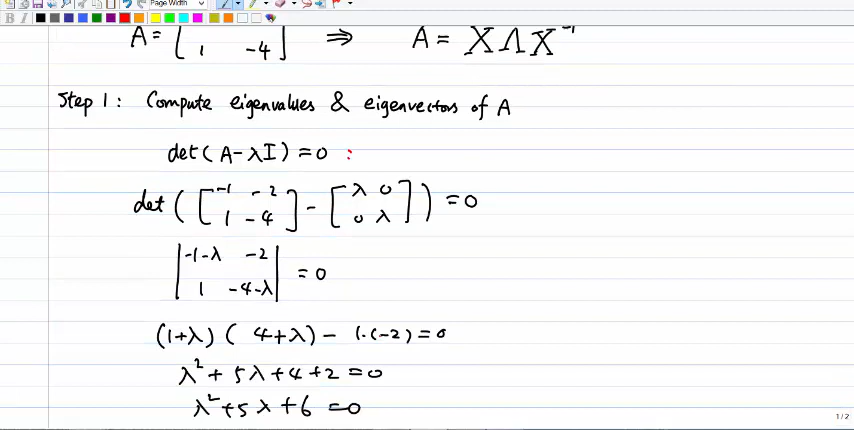 Page Width
B I
A = [ 1 -4 ] ⇒ A = XΛX⁻¹
Step 1: Compute eigenvalues & eigenvectors of A
det(A-λI)=0 :
det ( [ -1 -2
1 -4 ] - [ λ 0
0 λ ] ) = 0
| -1-λ -2
1 -4-λ | = 0
(1+λ)( 4+λ) - 1·(-2) = 0
λ² + 5λ + 4 + 2 = 0
λ² + 5λ + 6 = 0
1/2